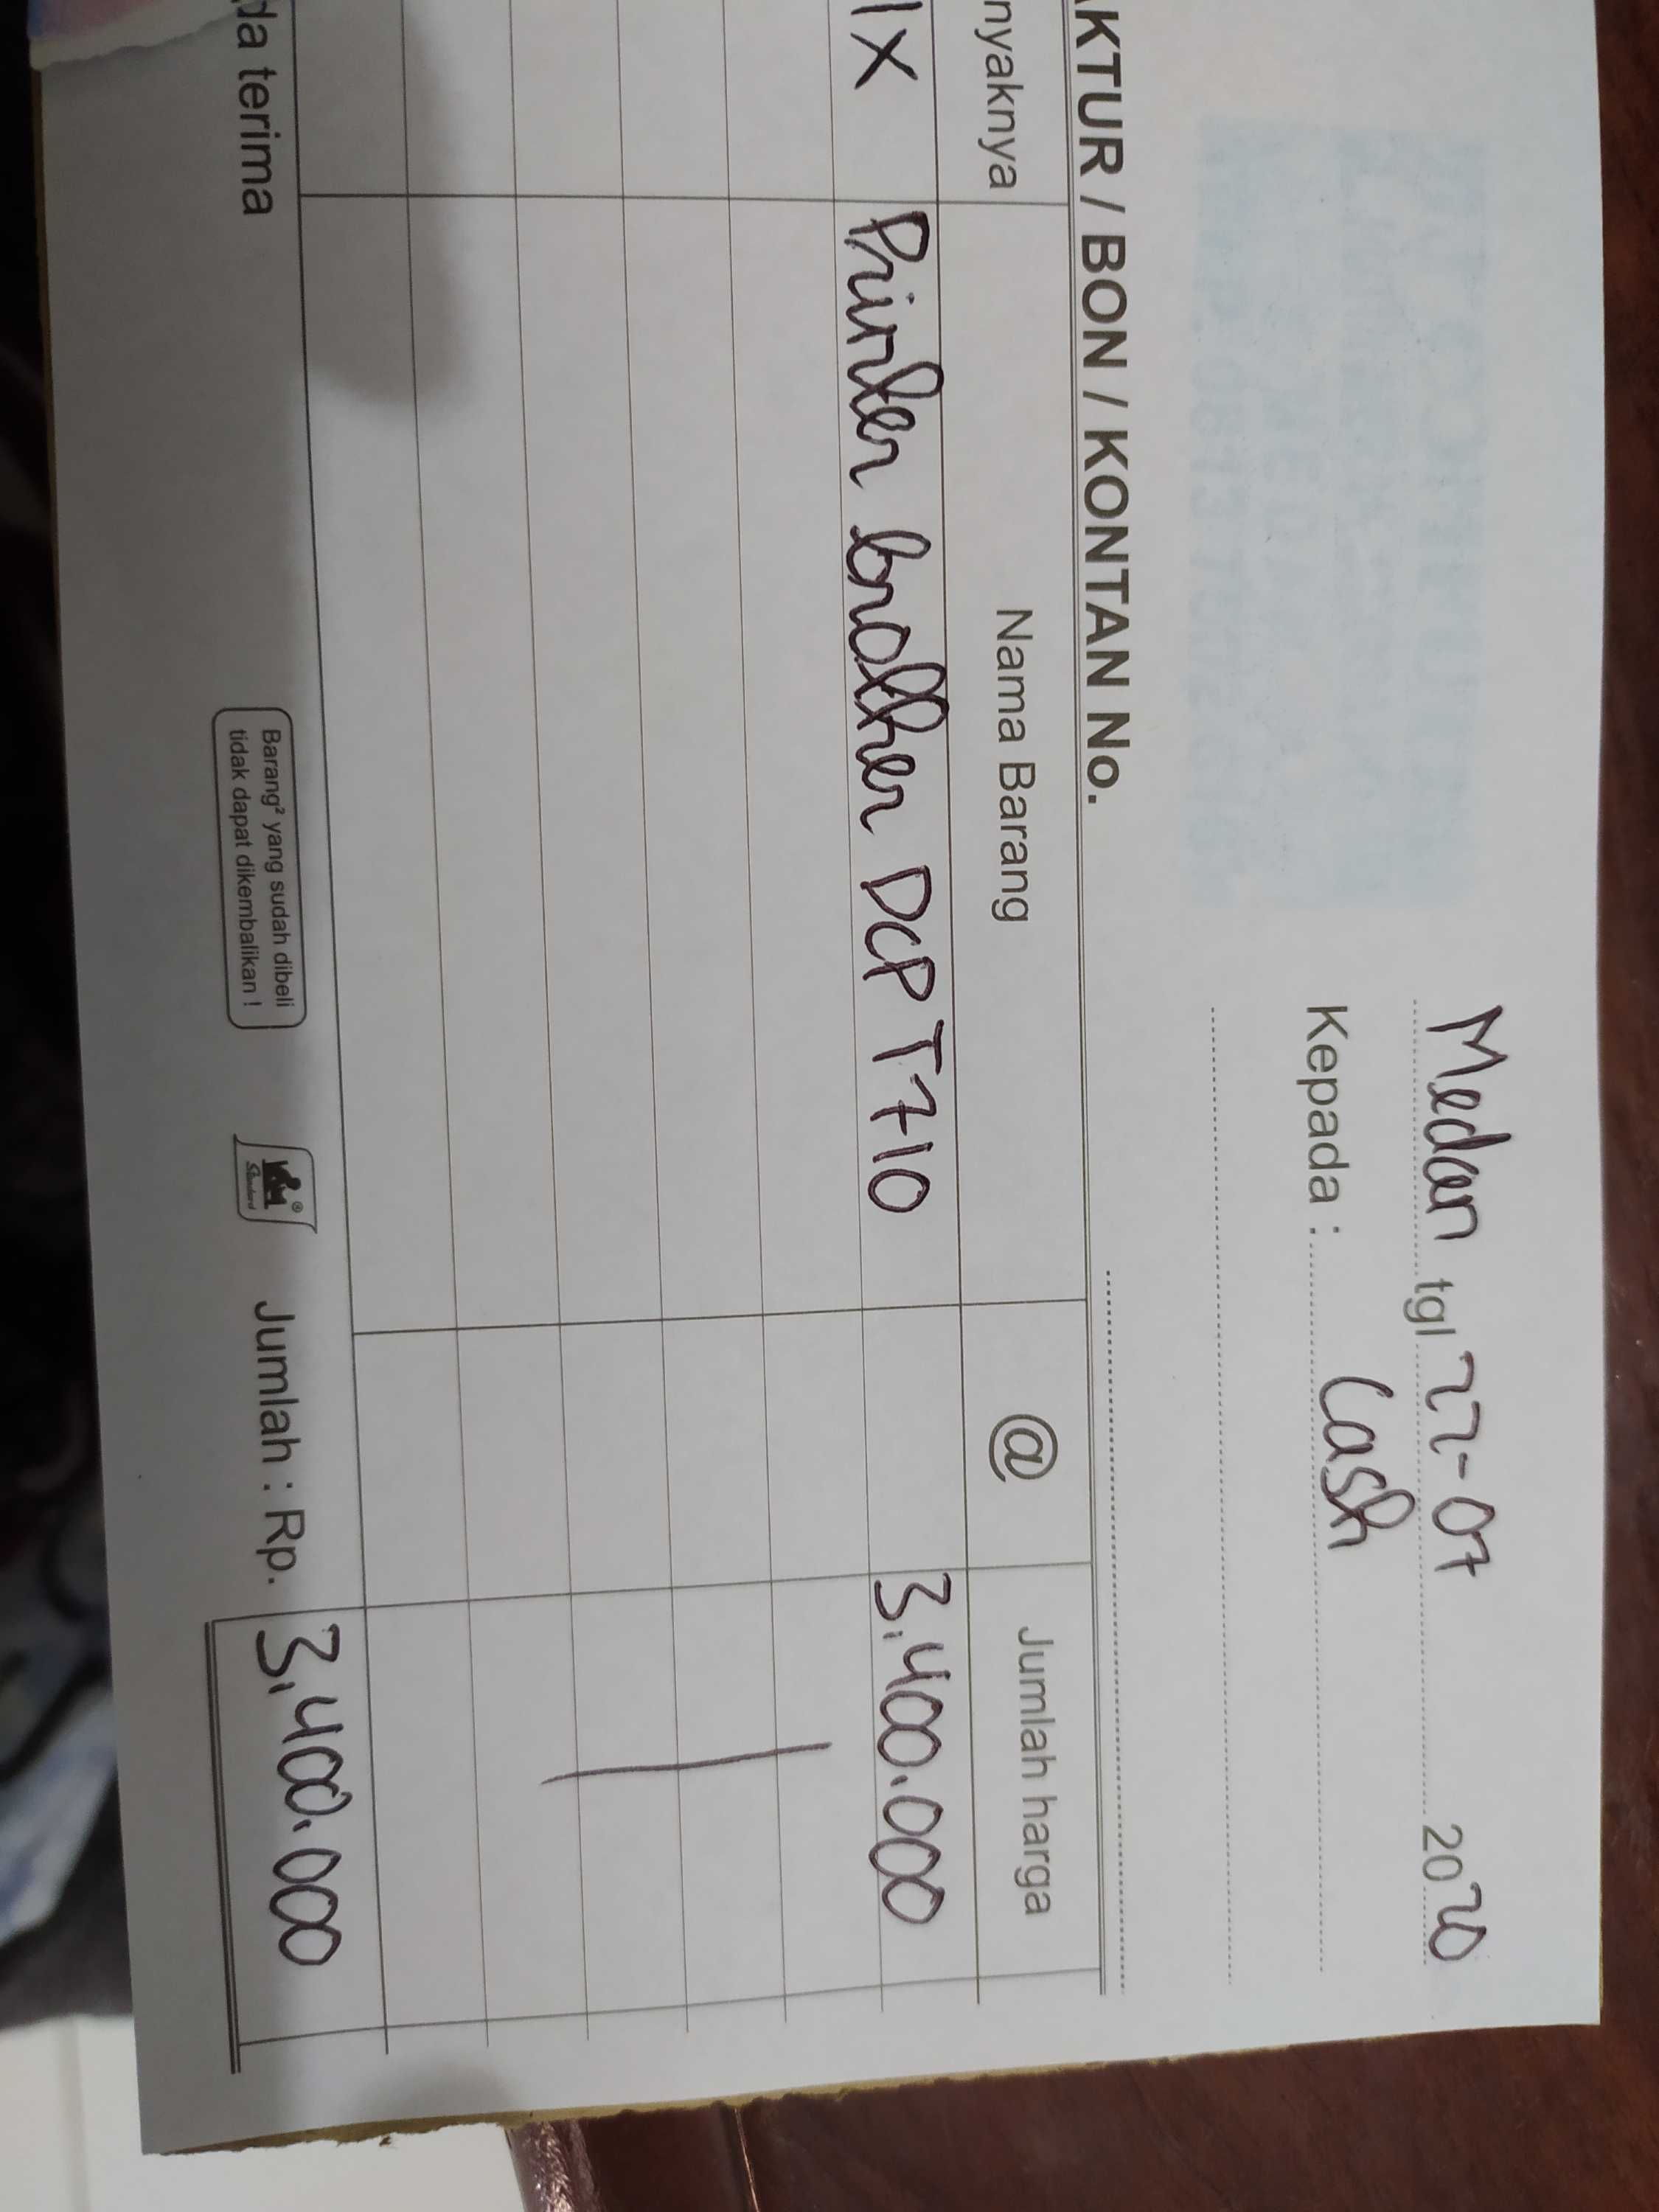 Medan tgl 22-07 2020
Kepada : Cash
AKTUR / BON / KONTAN No.
nyaknya Nama Barang @ Jumlah harga
1X Printer brother DCP T710 3.400.000
da terima
Barang² yang sudah dibeli
tidak dapat dikembalikan !
Standard
Jumlah : Rp. 3.400.000